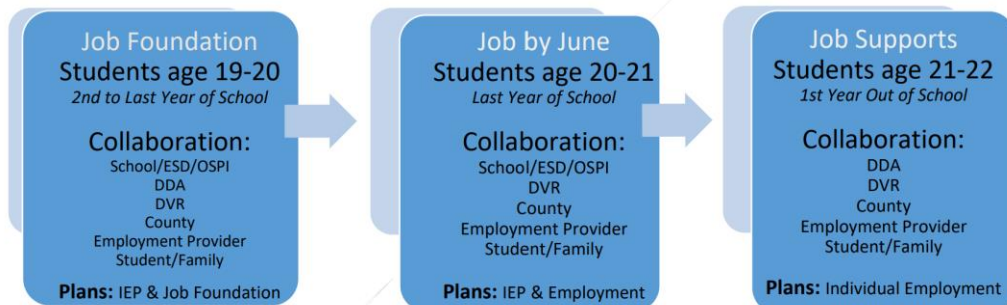 Job Foundation
Students age 19-20
2nd to Last Year of School
Collaboration:
School/ESD/OSPI
DDA
DVR
County
Employment Provider
Student/Family
Plans: IEP & Job Foundation
Job by June
Students age 20-21
Last Year of School
Collaboration:
School/ESD/OSPI
DVR
County
Employment Provider
Student/Family
Plans: IEP & Employment
Job Supports
Students age 21-22
1st Year Out of School
Collaboration:
DDA
DVR
County
Employment Provider
Student/Family
Plans: Individual Employment